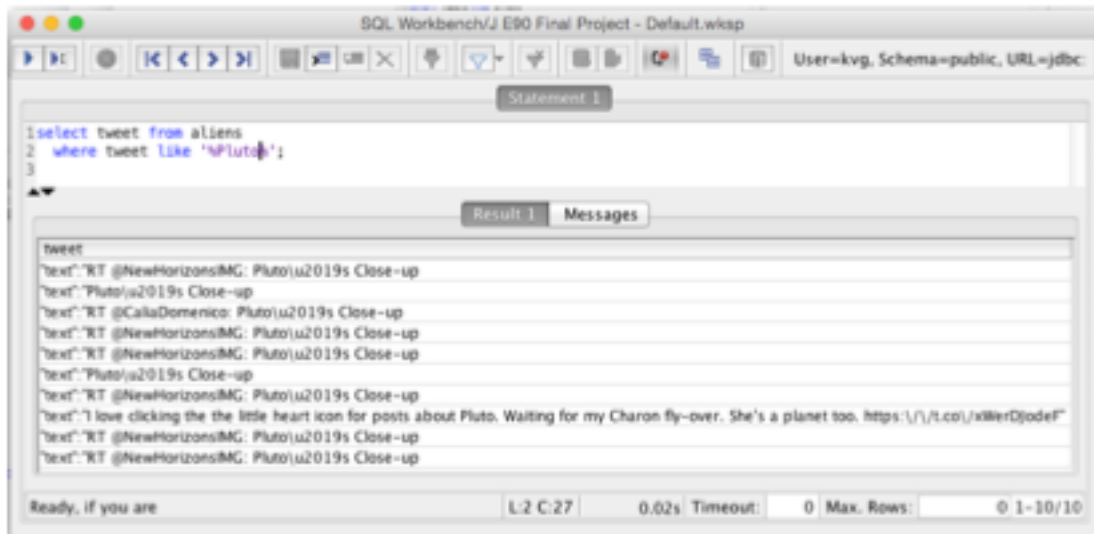 SQL Workbench/J E90 Final Project - Default.wksp
User=kvg, Schema=public, URL=jdbc:
Statement 1
1 select tweet from aliens
2 where tweet like '%Pluto%';
3
Result 1 Messages
tweet
"text":"RT @NewHorizonsIMG: Pluto\u2019s Close-up
"text":"Pluto\u2019s Close-up
"text":"RT @CaliaDomenico: Pluto\u2019s Close-up
"text":"RT @NewHorizonsIMG: Pluto\u2019s Close-up
"text":"RT @NewHorizonsIMG: Pluto\u2019s Close-up
"text":"Pluto\u2019s Close-up
"text":"RT @NewHorizonsIMG: Pluto\u2019s Close-up
"text":"I love clicking the the little heart icon for posts about Pluto. Waiting for my Charon fly-over. She's a planet too.
"text":"RT @NewHorizonsIMG: Pluto\u2019s Close-up
"text":"RT @NewHorizonsIMG: Pluto\u2019s Close-up
Ready, if you are L:2 C:27 0.02s Timeout: 0 Max. Rows: 0 1-10/10